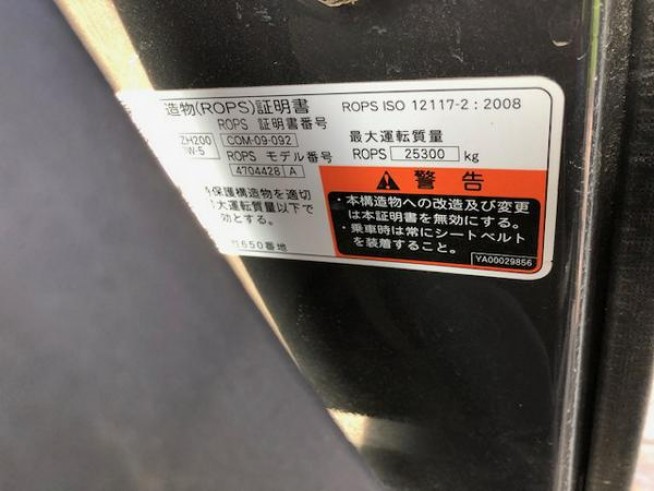 造物(ROPS)証明書
ROPS ISO 12117-2 : 2008
ROPS 証明書番号
ZH200
W-5
COM-09-092
ROPS モデル番号
4704428 A
最大運転質量
ROPS 25300 kg
保護構造物を適切
大運転質量以下で
効とする。
650番地
警告
・本構造物への改造及び変更
は本証明書を無効にする。
・乗車時は常にシートベルト
を装着すること。
YA00029856